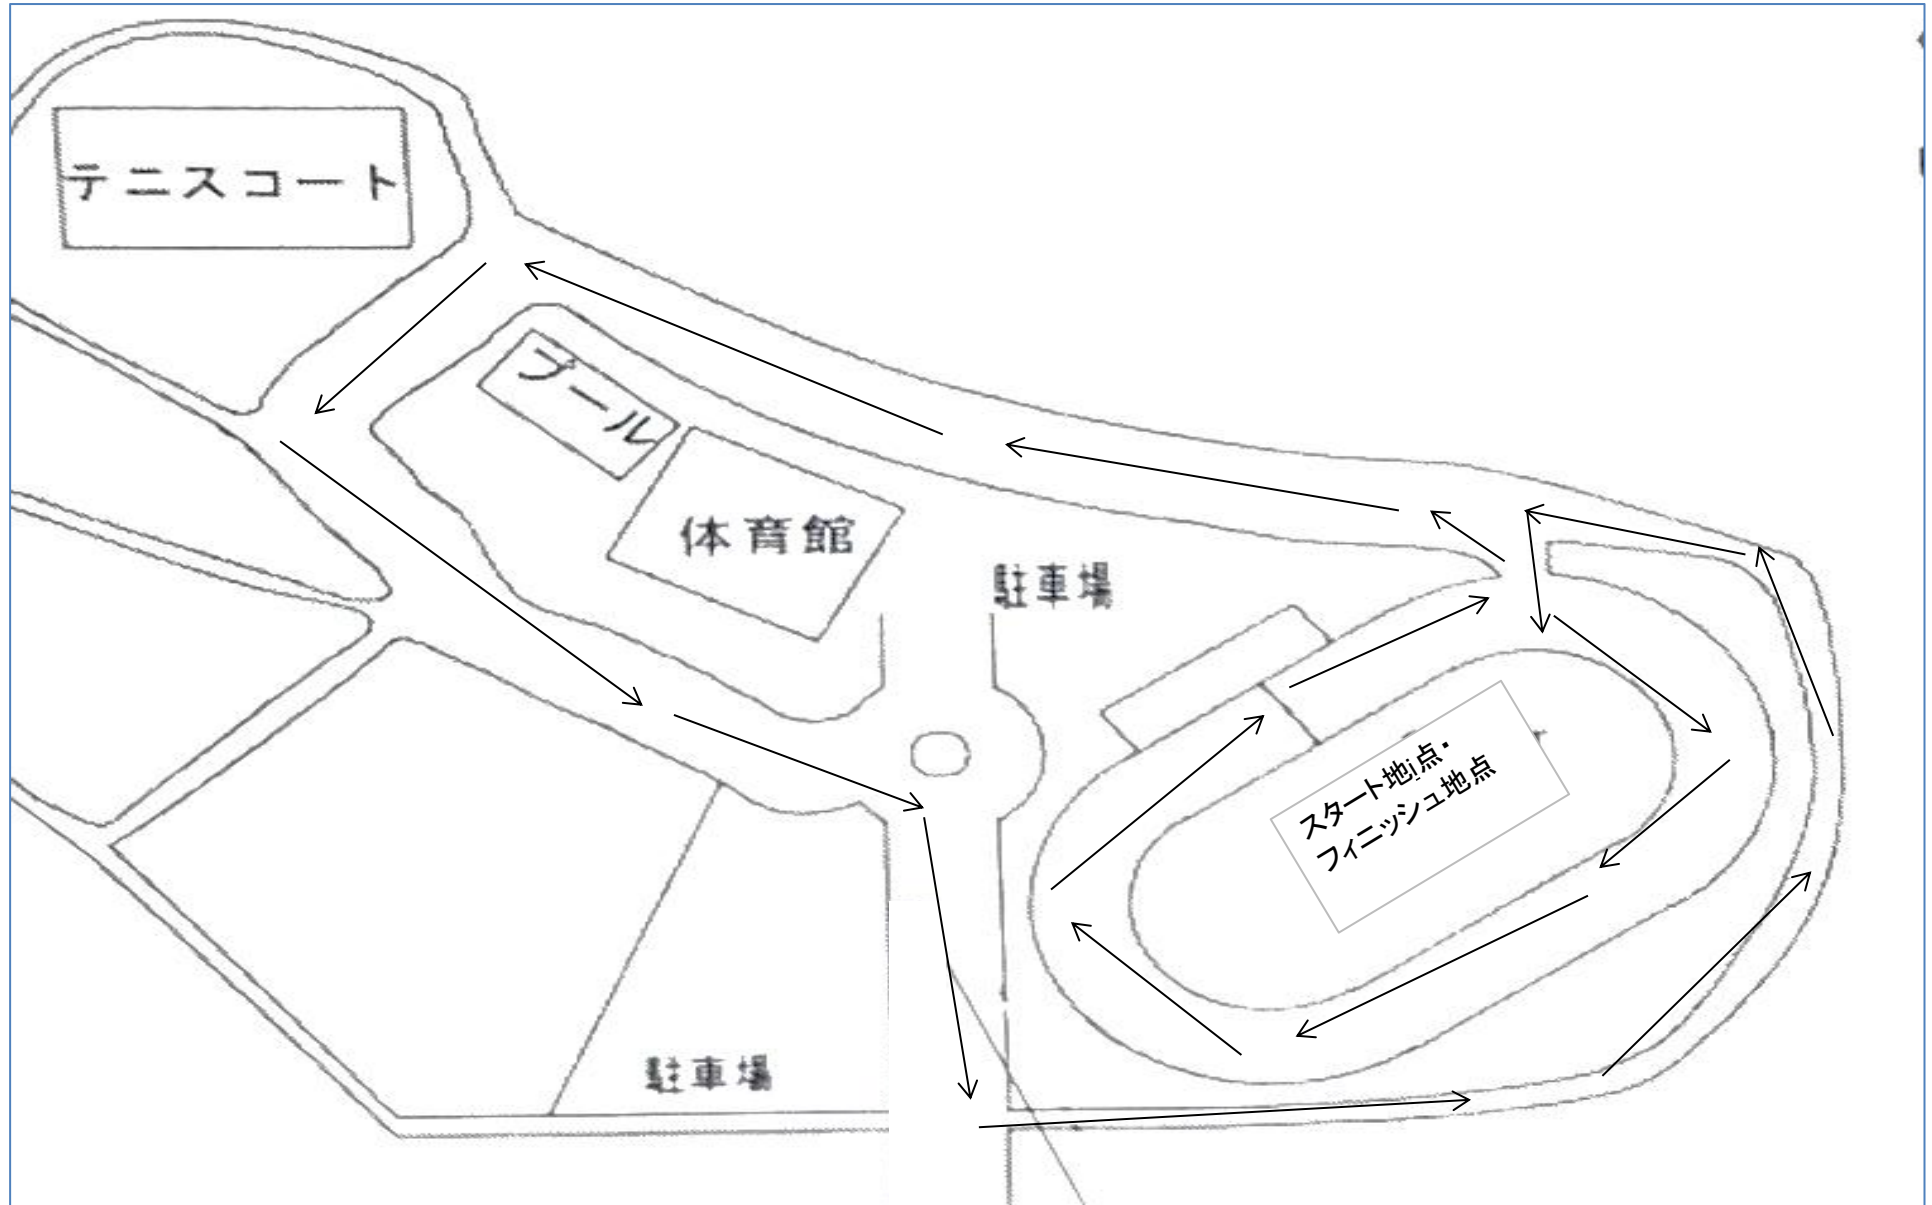 テニスコート
プール
体育館
駐車場
スタート地点・
フィニッシュ地点
駐車場